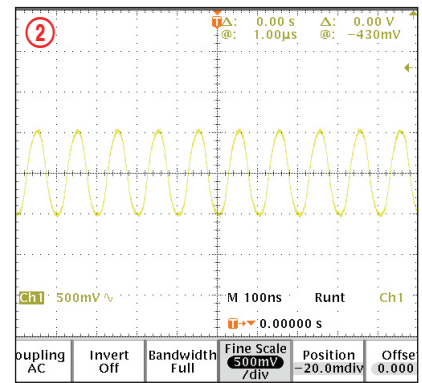 ②
T Δ: 0.00 s Δ: 0.00 V
@: 1.00μs @: −430mV
Ch1 500mV∿ M 100ns Runt Ch1
T→▼ 0.00000 s
oupling Invert Bandwidth Fine Scale Position Offse
AC Off Full 500mV −20.0mdiv 0.000
/div